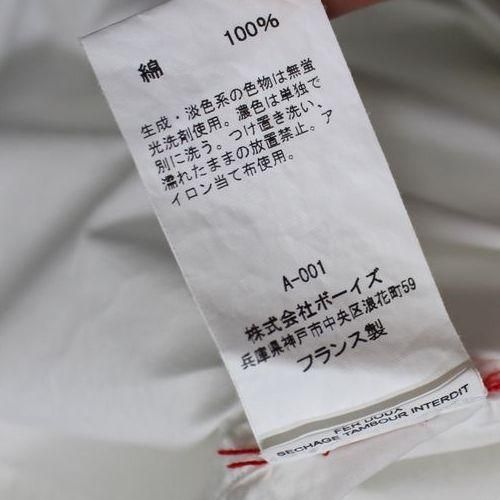 綿 100%
生成・淡色系の色物は無蛍
光洗剤使用。濃色は単独で
別に洗う。つけ置き洗い、
濡れたままの放置禁止。ア
イロン当て布使用。
A-001
株式会社ボーイズ
兵庫県神戸市中央区浪花町59
フランス製
FER DOUX
SECHAGE TAMBOUR INTERDIT